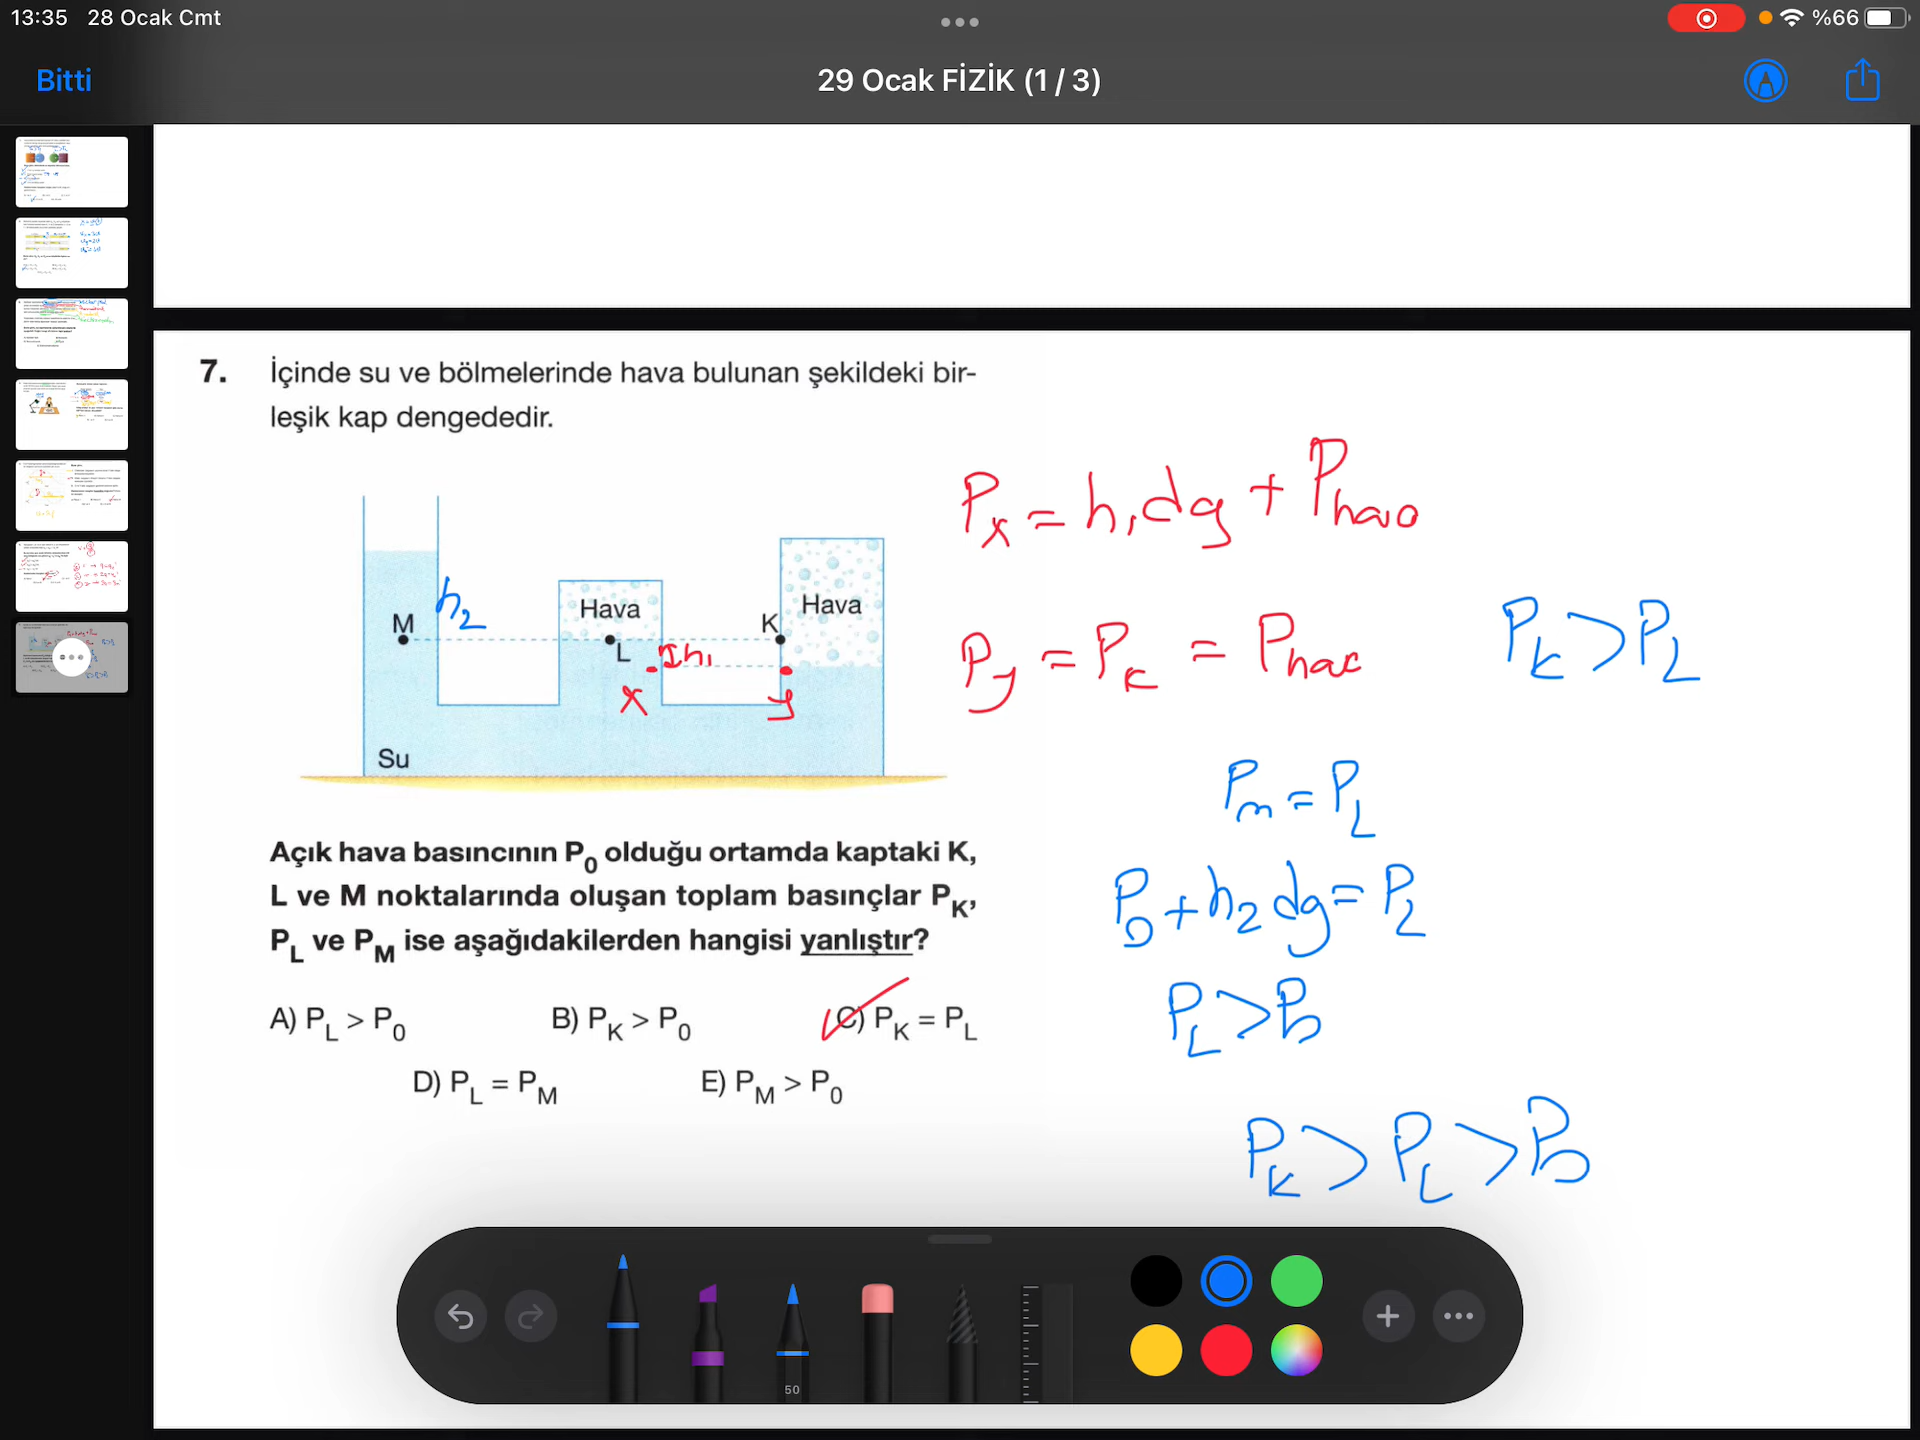 13:35 28 Ocak Cmt
%66
Bitti
29 Ocak FİZİK (1 / 3)
7. İçinde su ve bölmelerinde hava bulunan şekildeki bir-
leşik kap dengededir.
M
h2
Hava
L
h1
x
K
y
Hava
Su
Px = h1dg + Phava
Py = PK = Phava
PK > PL
Pm = PL
P0 + h2dg = PL
PL > P0
PK > PL > P0
Açık hava basıncının P0 olduğu ortamda kaptaki K,
L ve M noktalarında oluşan toplam basınçlar PK,
PL ve PM ise aşağıdakilerden hangisi yanlıştır?
A) PL > P0 B) PK > P0 C) PK = PL
D) PL = PM E) PM > P0
50